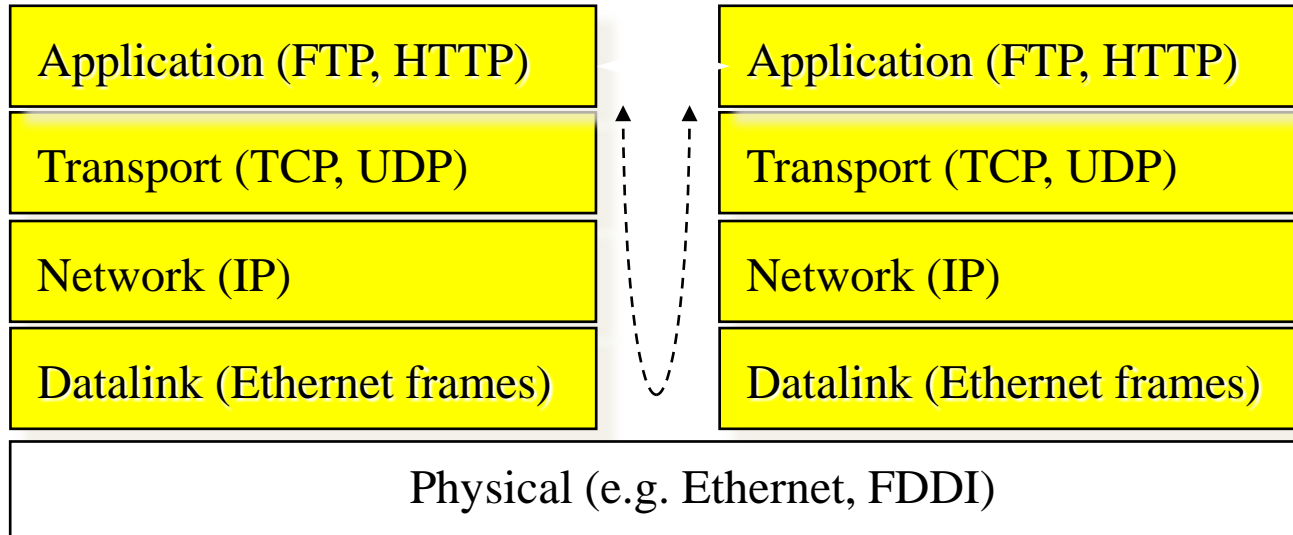 Application (FTP, HTTP)
Transport (TCP, UDP)
Network (IP)
Datalink (Ethernet frames)
Application (FTP, HTTP)
Transport (TCP, UDP)
Network (IP)
Datalink (Ethernet frames)
Physical (e.g. Ethernet, FDDI)